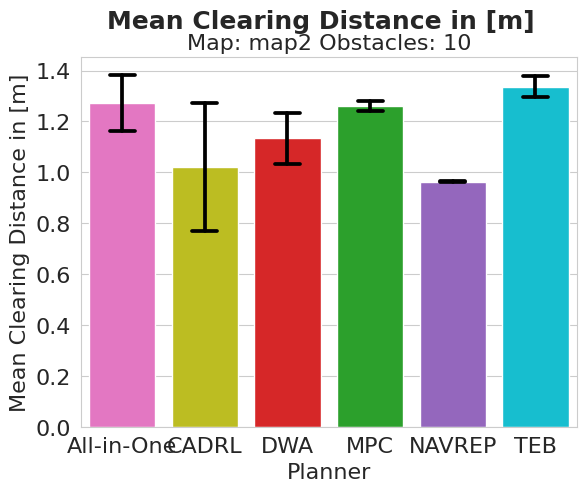 Mean Clearing Distance in [m]
Map: map2 Obstacles: 10
Mean Clearing Distance in [m]
1.4
1.2
1.0
0.8
0.6
0.4
0.2
0.0
All-in-One CADRL DWA MPC NAVREP TEB
Planner